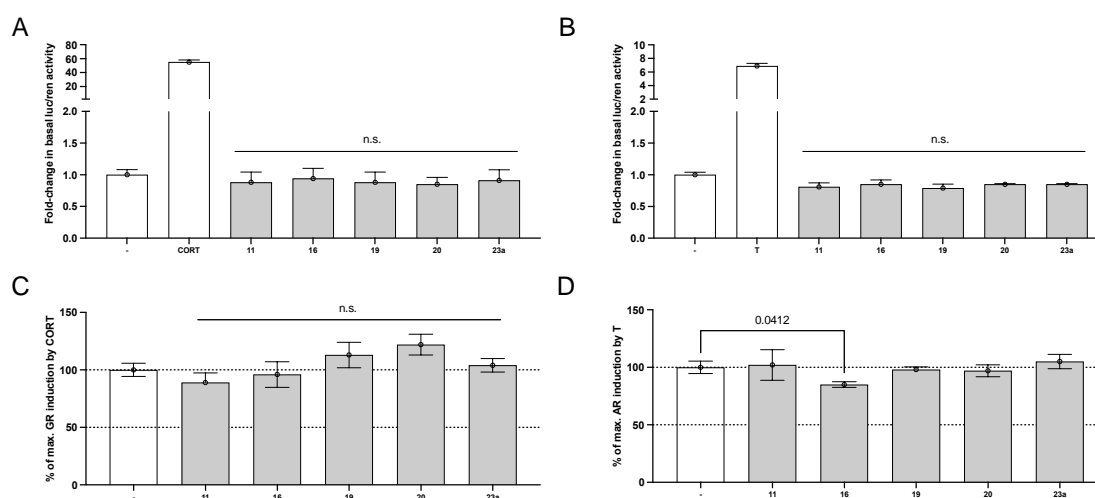 A
Fold-change in basal luc/ren activity
80
60
40
20
2.0
1.5
1.0
0.5
0.0
n.s.
- CORT 11 16 19 20 23a
B
Fold-change in basal luc/ren activity
10
8
6
4
2
2.0
1.5
1.0
0.5
0.0
n.s.
- T 11 16 19 20 23a
C
% of max. GR induction by CORT
150
100
50
0
n.s.
- 11 16 19 20 23a
D
% of max. AR induction by T
150
100
50
0
0.0412
- 11 16 19 20 23a